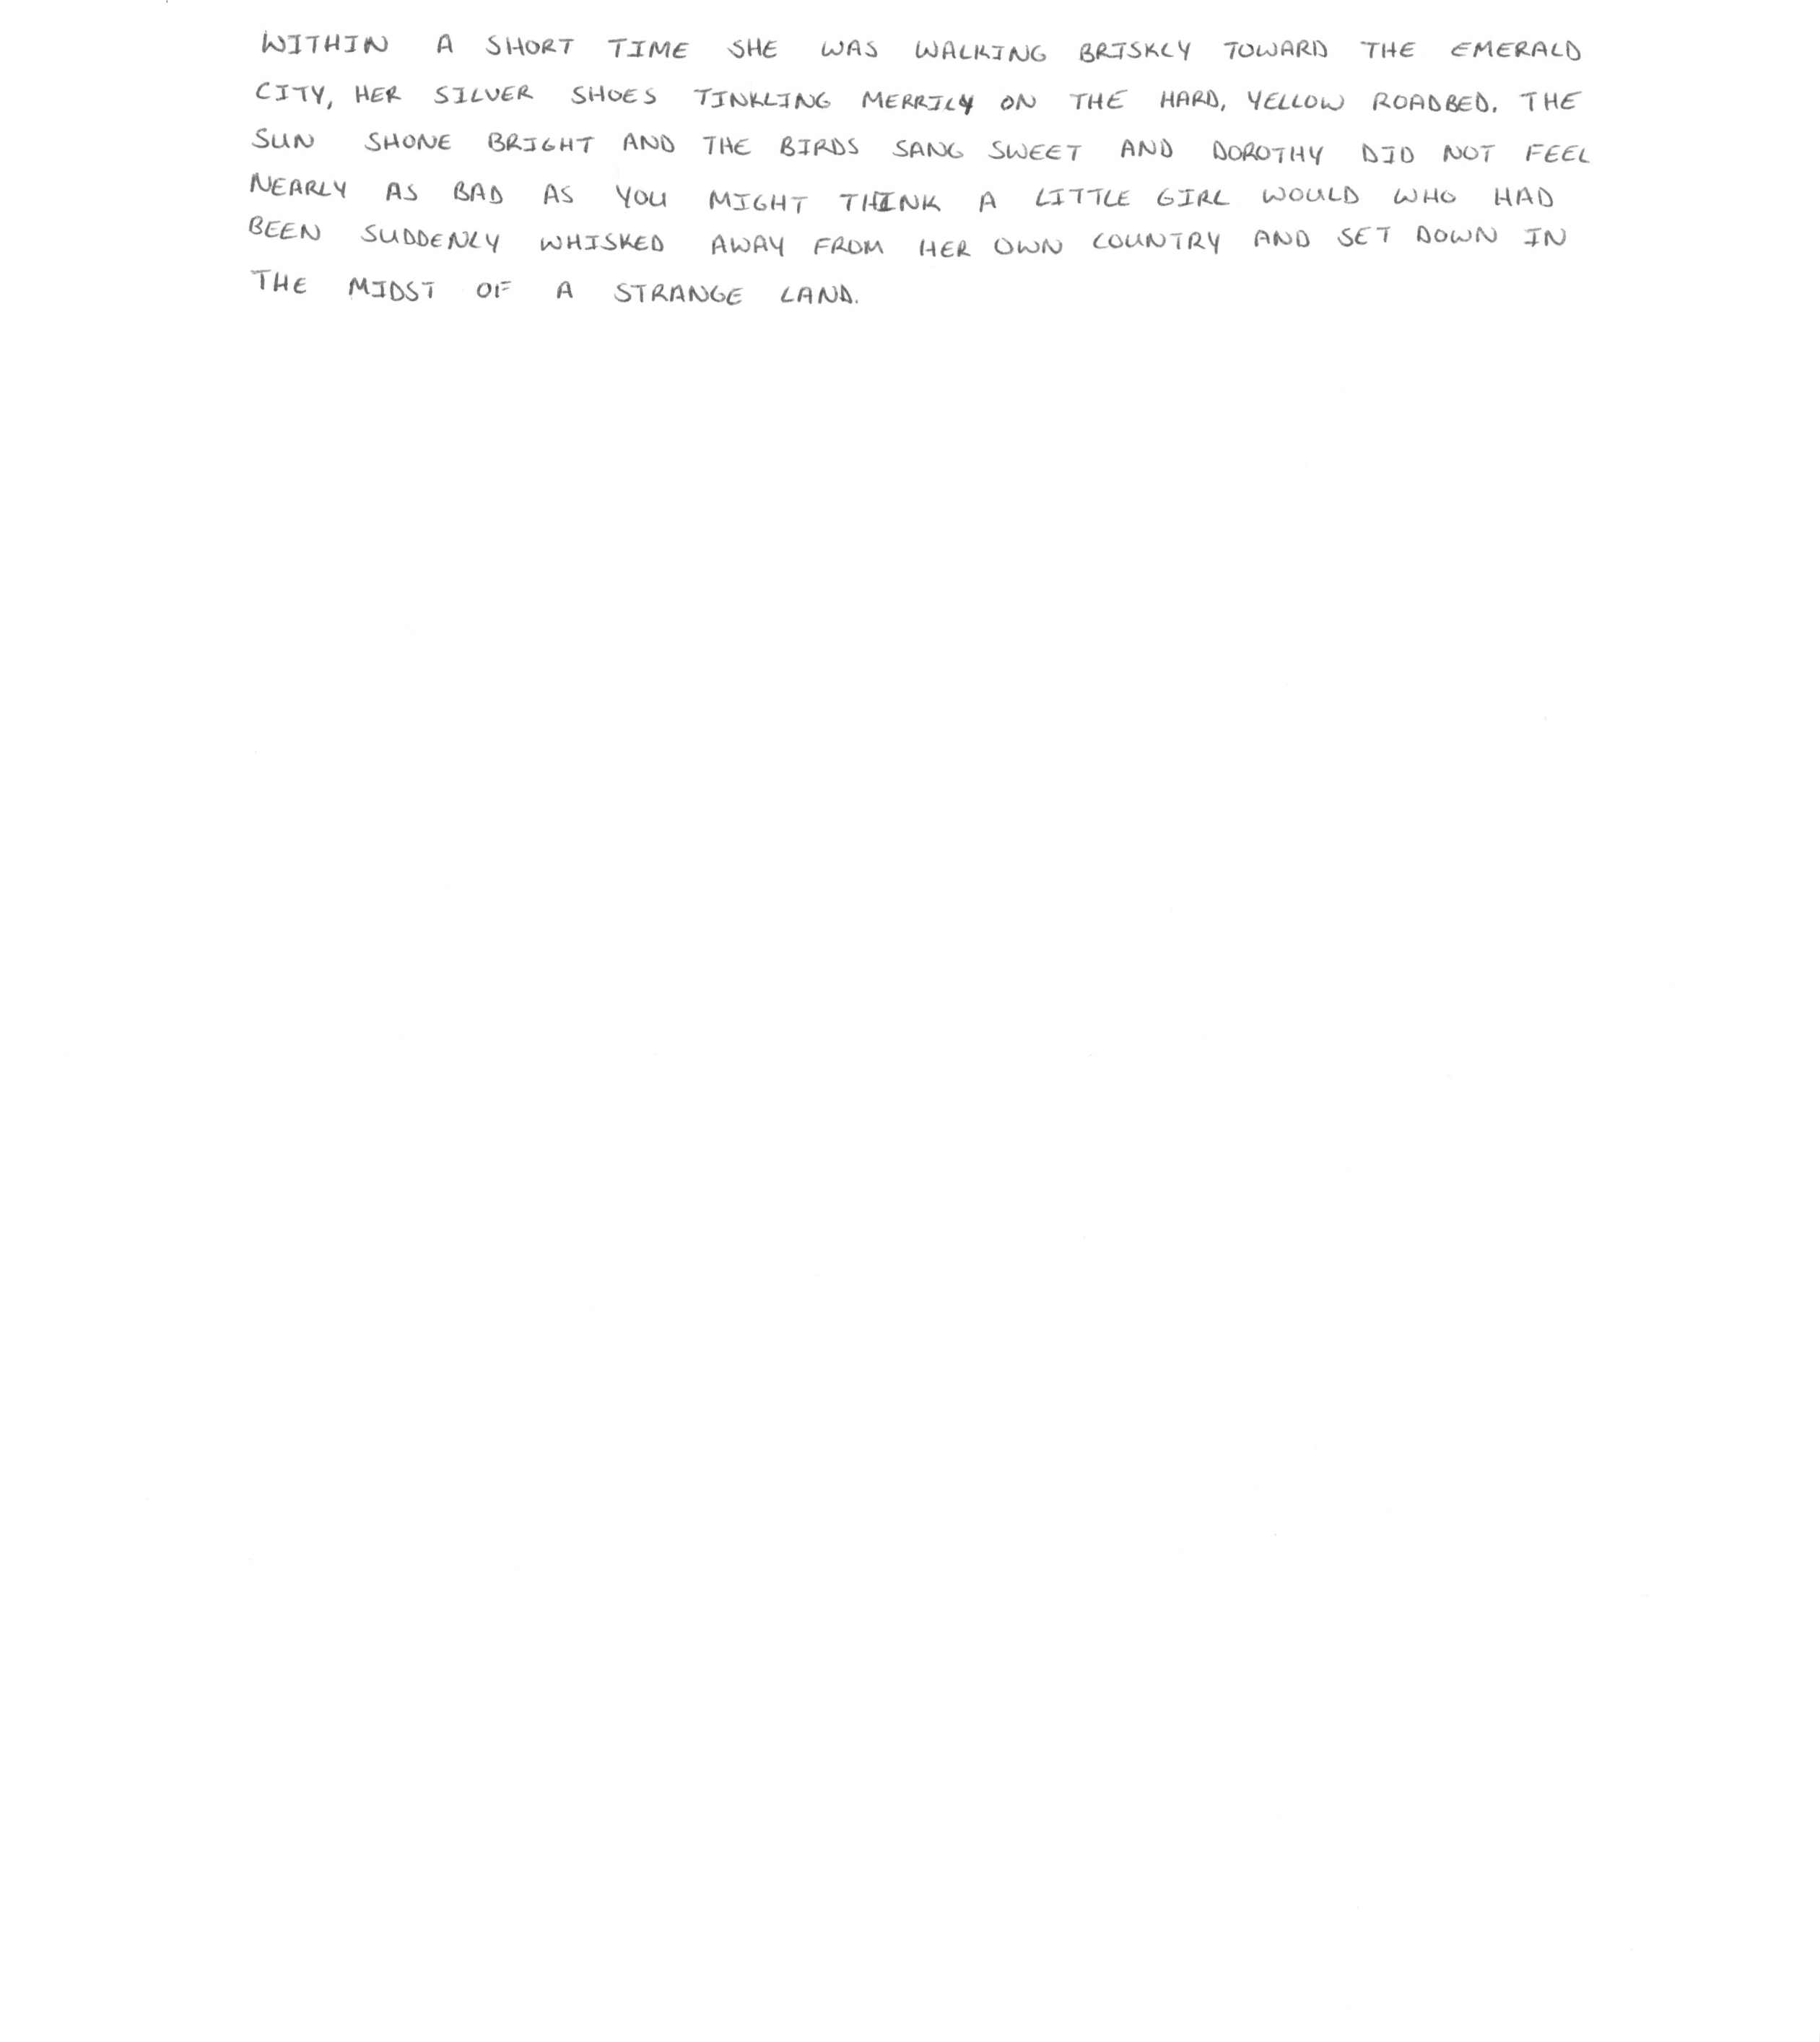 WITHIN A SHORT TIME SHE WAS WALKING BRISKLY TOWARD THE EMERALD
CITY, HER SILVER SHOES TINKLING MERRILY ON THE HARD, YELLOW ROADBED. THE
SUN SHONE BRIGHT AND THE BIRDS SANG SWEET AND DOROTHY DID NOT FEEL
NEARLY AS BAD AS YOU MIGHT THINK A LITTLE GIRL WOULD WHO HAD
BEEN SUDDENLY WHISKED AWAY FROM HER OWN COUNTRY AND SET DOWN IN
THE MIDST OF A STRANGE LAND.